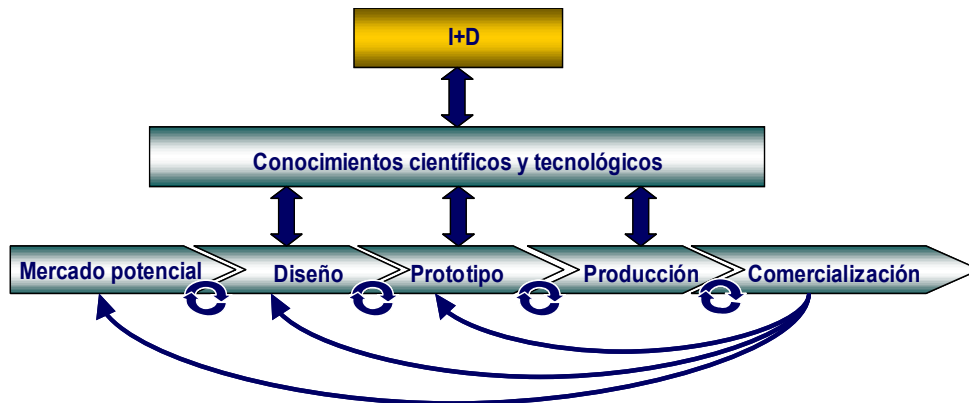 I+D
Conocimientos científicos y tecnológicos
Mercado potencial
Diseño
Prototipo
Producción
Comercialización